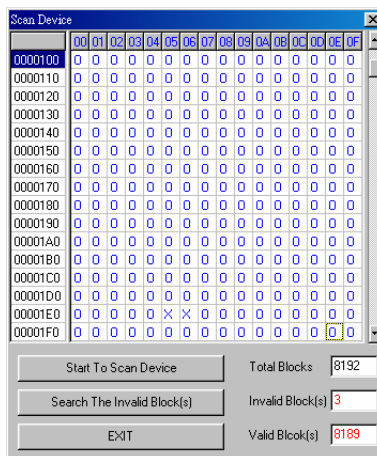 Scan Device
00 01 02 03 04 05 06 07 08 09 0A 0B 0C 0D 0E 0F
0000100 0 0 0 0 0 0 0 0 0 0 0 0 0 0 0 0
0000110 0 0 0 0 0 0 0 0 0 0 0 0 0 0 0 0
0000120 0 0 0 0 0 0 0 0 0 0 0 0 0 0 0 0
0000130 0 0 0 0 0 0 0 0 0 0 0 0 0 0 0 0
0000140 0 0 0 0 0 0 0 0 0 0 0 0 0 0 0 0
0000150 0 0 0 0 0 0 0 0 0 0 0 0 0 0 0 0
0000160 0 0 0 0 0 0 0 0 0 0 0 0 0 0 0 0
0000170 0 0 0 0 0 0 0 0 0 0 0 0 0 0 0 0
0000180 0 0 0 0 0 0 0 0 0 0 0 0 0 0 0 0
0000190 0 0 0 0 0 0 0 0 0 0 0 0 0 0 0 0
00001A0 0 0 0 0 0 0 0 0 0 0 0 0 0 0 0 0
00001B0 0 0 0 0 0 0 0 0 0 0 0 0 0 0 0 0
00001C0 0 0 0 0 0 0 0 0 0 0 0 0 0 0 0 0
00001D0 0 0 0 0 0 0 0 0 0 0 0 0 0 0 0 0
00001E0 0 0 0 0 0 X X 0 0 0 0 0 0 0 0 0
00001F0 0 0 0 0 0 0 0 0 0 0 0 0 0 0 0 0
Start To Scan Device Total Blocks 8192
Search The Invalid Block(s) Invalid Block(s) 3
EXIT Valid Blcok(s) 8189